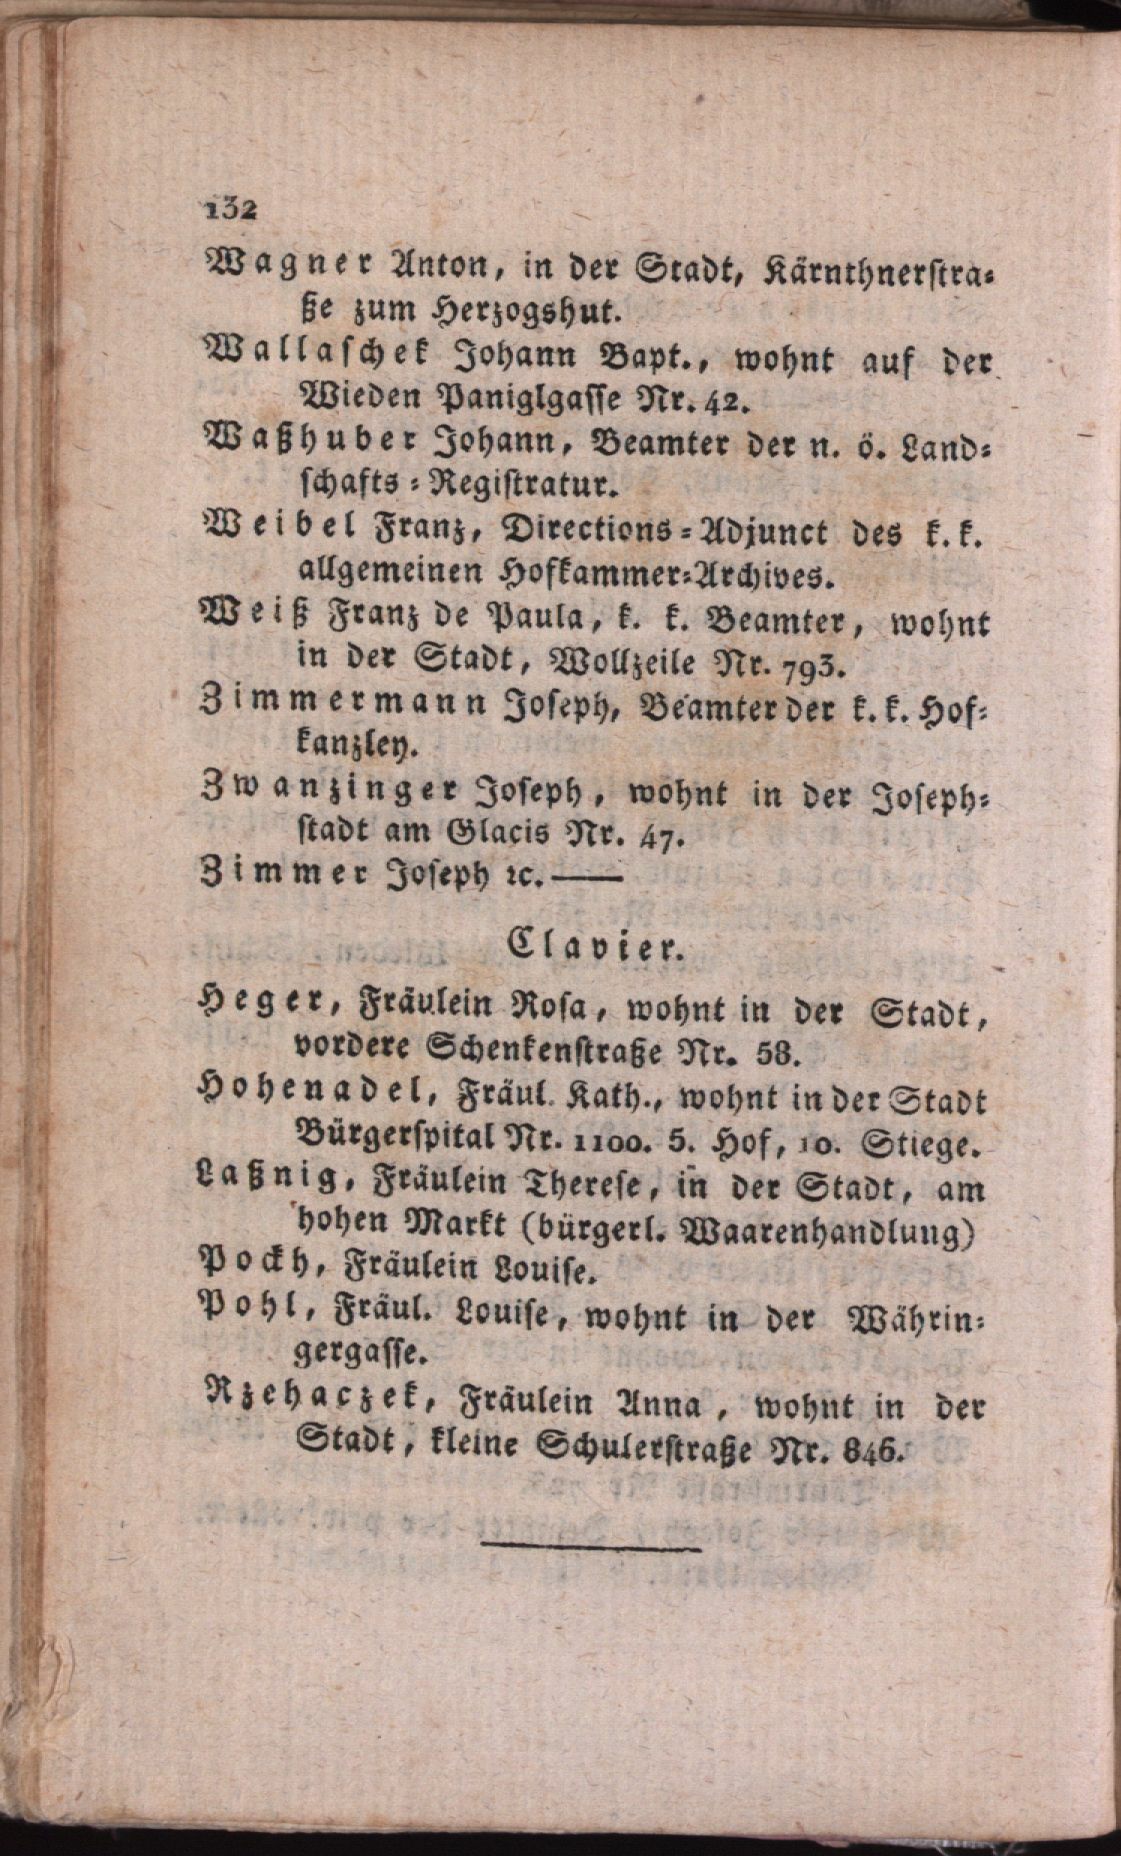 132
Wagner Anton, in der Stadt, Kärnthnerstra-
ße zum Herzogshut.
Wallaschek Johann Bapt., wohnt auf der
Wieden Paniglgasse Nr. 42.
Waßhuber Johann, Beamter der n. ö. Land-
schafts-Registratur.
Weibel Franz, Directions-Adjunct des k. k.
allgemeinen Hofkammer-Archives.
Weiß Franz de Paula, k. k. Beamter, wohnt
in der Stadt, Wollzeile Nr. 793.
Zimmermann Joseph, Beamter der k. k. Hof-
kanzley.
Zwanzinger Joseph, wohnt in der Joseph-
stadt am Glacis Nr. 47.
Zimmer Joseph ꝛc. ——
Clavier.
Heger, Fräulein Rosa, wohnt in der Stadt,
vordere Schenkenstraße Nr. 58.
Hohenadel, Fräul. Kath., wohnt in der Stadt
Bürgerspital Nr. 1100. 5. Hof, 10. Stiege.
Laßnig, Fräulein Therese, in der Stadt, am
hohen Markt (bürgerl. Waarenhandlung)
Pockh, Fräulein Louise.
Pohl, Fräul. Louise, wohnt in der Währin-
gergasse.
Rzehaczek, Fräulein Anna, wohnt in der
Stadt, kleine Schulerstraße Nr. 846.